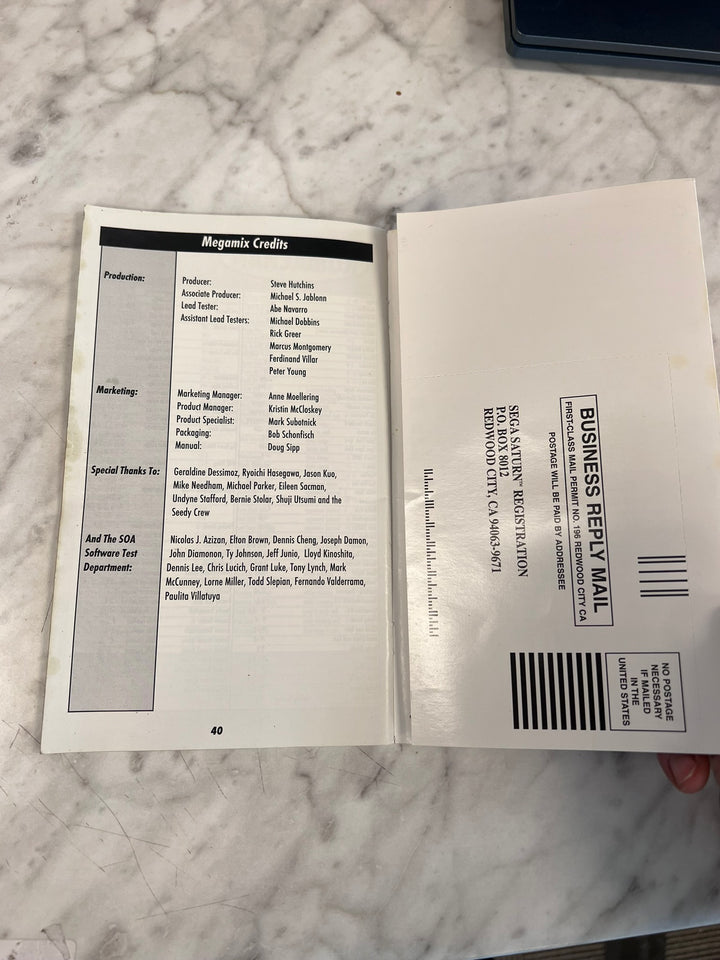 Megamix Credits
Production:
Producer: Steve Hutchins
Associate Producer: Michael S. Jablonn
Lead Tester: Abe Navarro
Assistant Lead Testers: Michael Dobbins
Rick Greer
Marcus Montgomery
Ferdinand Villar
Peter Young
Marketing:
Marketing Manager: Anne Moellering
Product Manager: Kristin McCloskey
Product Specialist: Mark Subotnick
Packaging: Bob Schonfisch
Manual: Doug Sipp
Special Thanks To: Geraldine Dessimoz, Ryoichi Hasegawa, Jason Kuo,
Mike Needham, Michael Parker, Eileen Sacman,
Undyne Stafford, Bernie Stolar, Shuji Utsumi and the
Seedy Crew
And The SOA Nicolas J. Azizan, Elton Brown, Dennis Cheng, Joseph Damon,
Software Test John Diamonon, Ty Johnson, Jeff Junio, Lloyd Kinoshita,
Department: Dennis Lee, Chris Lucich, Grant Luke, Tony Lynch, Mark
McCunney, Lorne Miller, Todd Slepian, Fernando Valderrama,
Paulita Villatuya
40
NO POSTAGE
NECESSARY
IF MAILED
IN THE
UNITED STATES
BUSINESS REPLY MAIL
FIRST-CLASS MAIL PERMIT NO. 196 REDWOOD CITY CA
POSTAGE WILL BE PAID BY ADDRESSEE
SEGA SATURN™ REGISTRATION
P.O. BOX 8012
REDWOOD CITY, CA 94063-9671